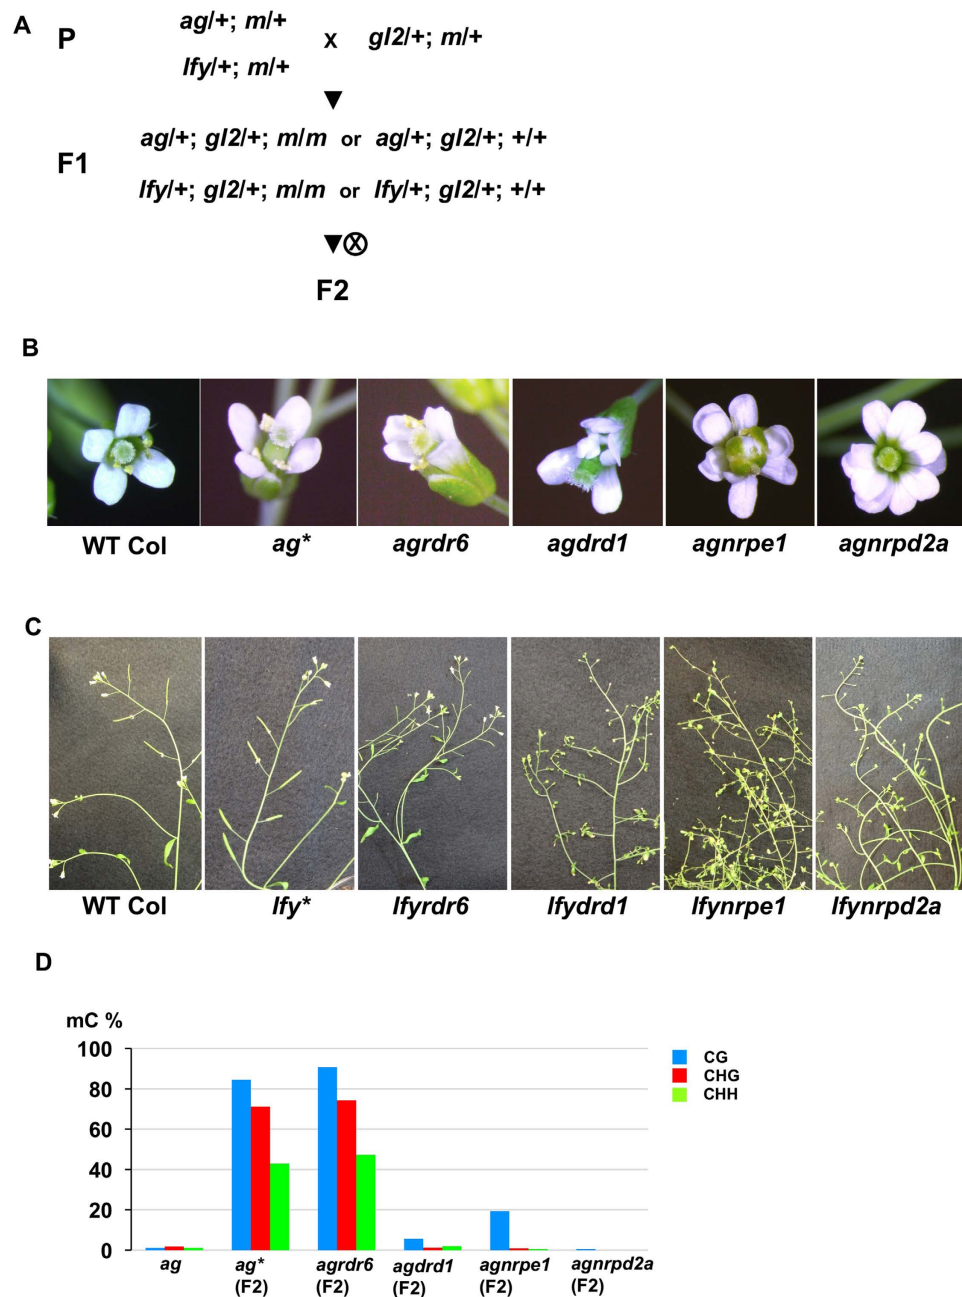 A
P
ag/+; m/+
x
gl2/+; m/+
lfy/+; m/+
F1
ag/+; gl2/+; m/m or ag/+; gl2/+; +/+
lfy/+; gl2/+; m/m or lfy/+; gl2/+; +/+
X
F2
B
WT Col ag* agrdr6 agdrd1 agnrpe1 agnrpd2a
C
WT Col lfy* lfyrdr6 lfydrd1 lfynrpe1 lfynrpd2a
D
mC %
100
80
60
40
20
0
CG
CHG
CHH
ag ag* agrdr6 agdrd1 agnrpe1 agnrpd2a
(F2) (F2) (F2) (F2) (F2)